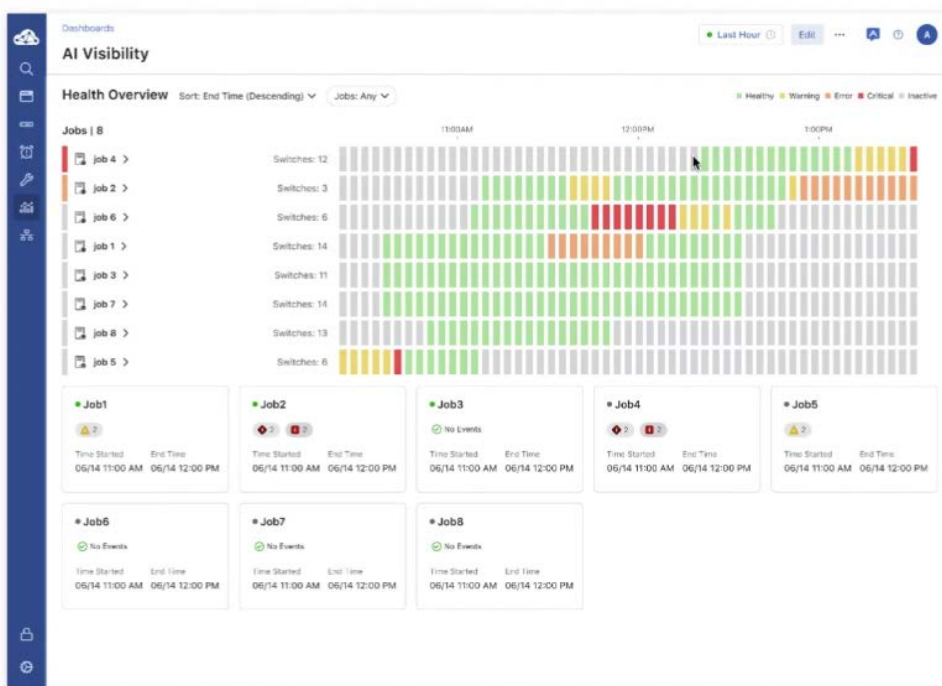 Dashboards
AI Visibility
Last Hour
Edit
A
Health Overview
Sort: End Time (Descending)
Jobs: Any
Healthy Warning Error Critical Inactive
Jobs | 8
11:00AM 12:00PM 1:00PM
job 4 Switches: 12
job 2 Switches: 3
job 6 Switches: 6
job 1 Switches: 14
job 3 Switches: 11
job 7 Switches: 14
job 8 Switches: 13
job 5 Switches: 6
Job1
2
Time Started End Time
06/14 11:00 AM 06/14 12:00 PM
Job2
2 2
Time Started End Time
06/14 11:00 AM 06/14 12:00 PM
Job3
No Events
Time Started End Time
06/14 11:00 AM 06/14 12:00 PM
Job4
2 2
Time Started End Time
06/14 11:00 AM 06/14 12:00 PM
Job5
2
Time Started End Time
06/14 11:00 AM 06/14 12:00 PM
Job6
No Events
Time Started End Time
06/14 11:00 AM 06/14 12:00 PM
Job7
No Events
Time Started End Time
06/14 11:00 AM 06/14 12:00 PM
Job8
No Events
Time Started End Time
06/14 11:00 AM 06/14 12:00 PM